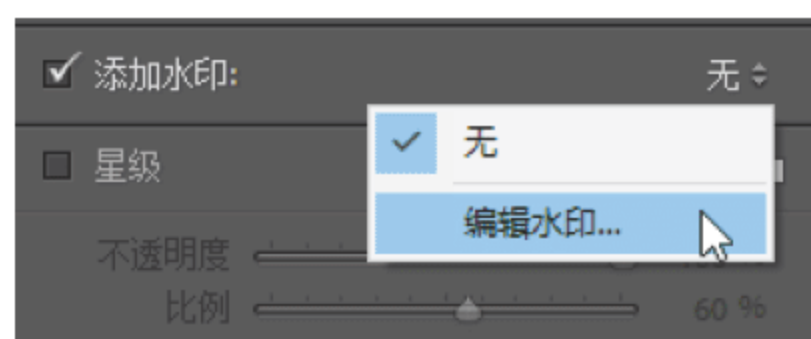 添加水印: 无
无
星级
编辑水印...
不透明度
比例 60 %